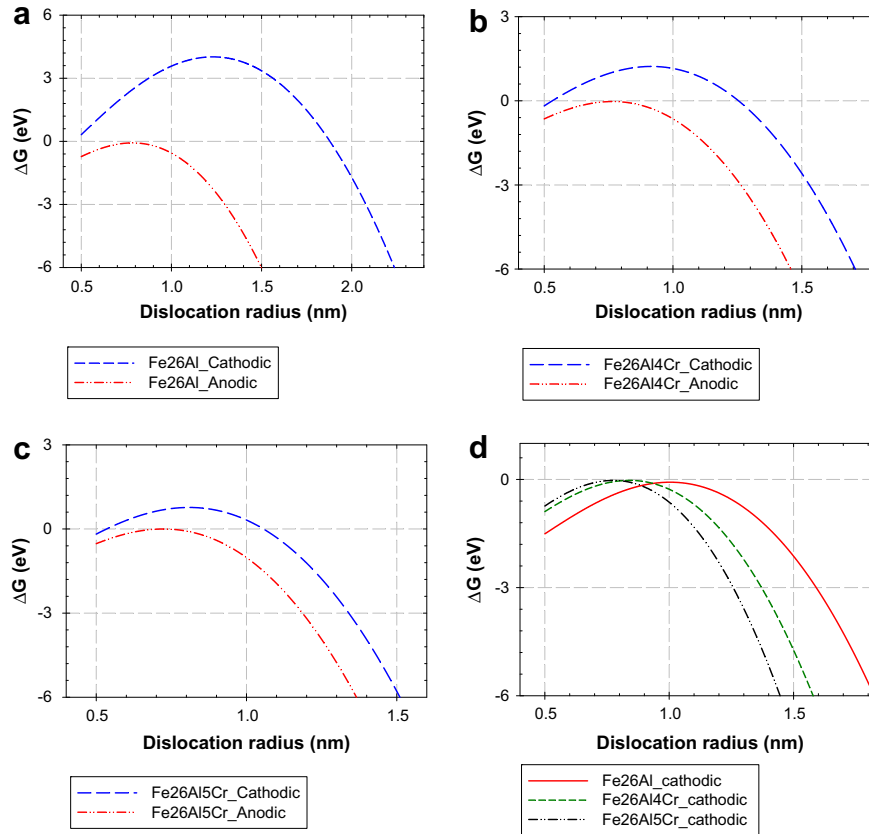 a
6
3
0
-3
-6
ΔG (eV)
0.5 1.0 1.5 2.0
Dislocation radius (nm)
Fe26Al_Cathodic
Fe26Al_Anodic
b
3
0
-3
-6
ΔG (eV)
0.5 1.0 1.5
Dislocation radius (nm)
Fe26Al4Cr_Cathodic
Fe26Al4Cr_Anodic
c
3
0
-3
-6
ΔG (eV)
0.5 1.0 1.5
Dislocation radius (nm)
Fe26Al5Cr_Cathodic
Fe26Al5Cr_Anodic
d
0
-3
-6
ΔG (eV)
0.5 1.0 1.5
Dislocation radius (nm)
Fe26Al_cathodic
Fe26Al4Cr_cathodic
Fe26Al5Cr_cathodic